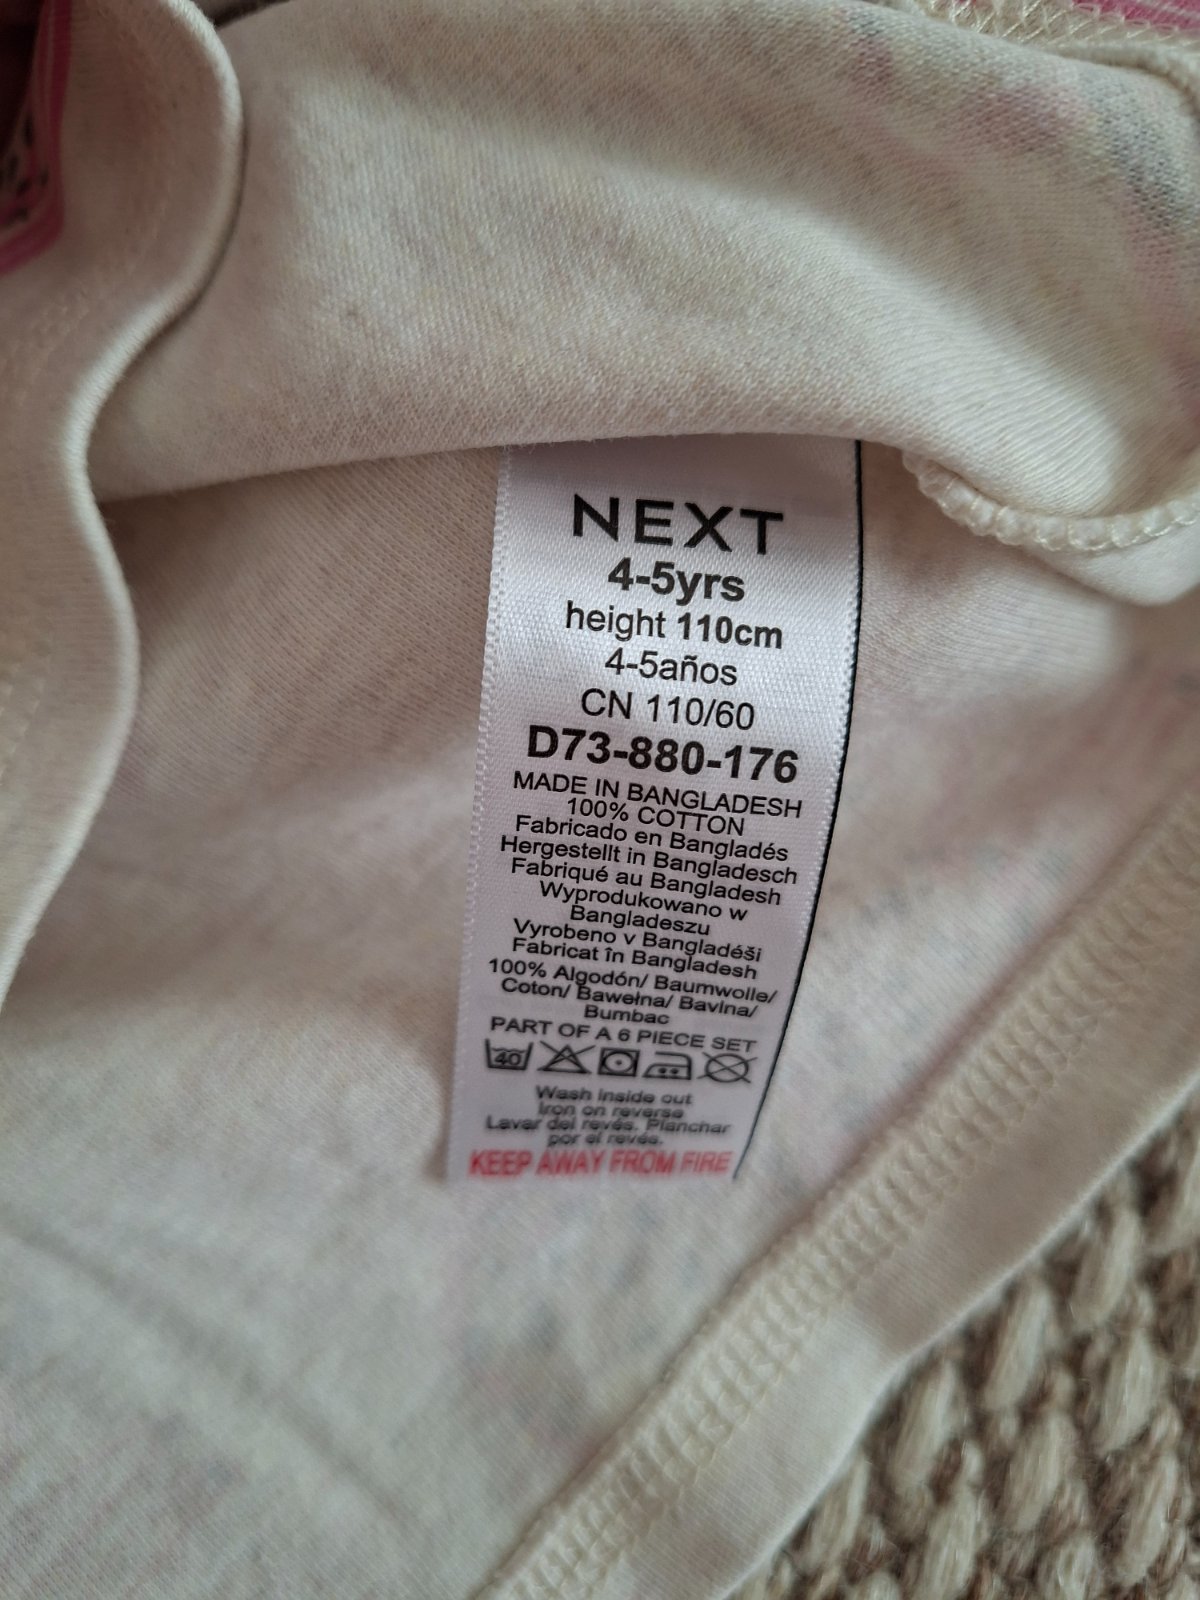 NEXT
4-5yrs
height 110cm
4-5años
CN 110/60
D73-880-176
MADE IN BANGLADESH
100% COTTON
Fabricado en Bangladés
Hergestellt in Bangladesch
Fabriqué au Bangladesh
Wyprodukowano w
Bangladeszu
Vyrobeno v Bangladéši
Fabricat în Bangladesh
100% Algodón/ Baumwolle/
Coton/ Bawełna/ Bavlna/
Bumbac
PART OF A 6 PIECE SET
40
Wash inside out
Iron on reverse
Lavar del revés. Planchar
por el revés.
KEEP AWAY FROM FIRE